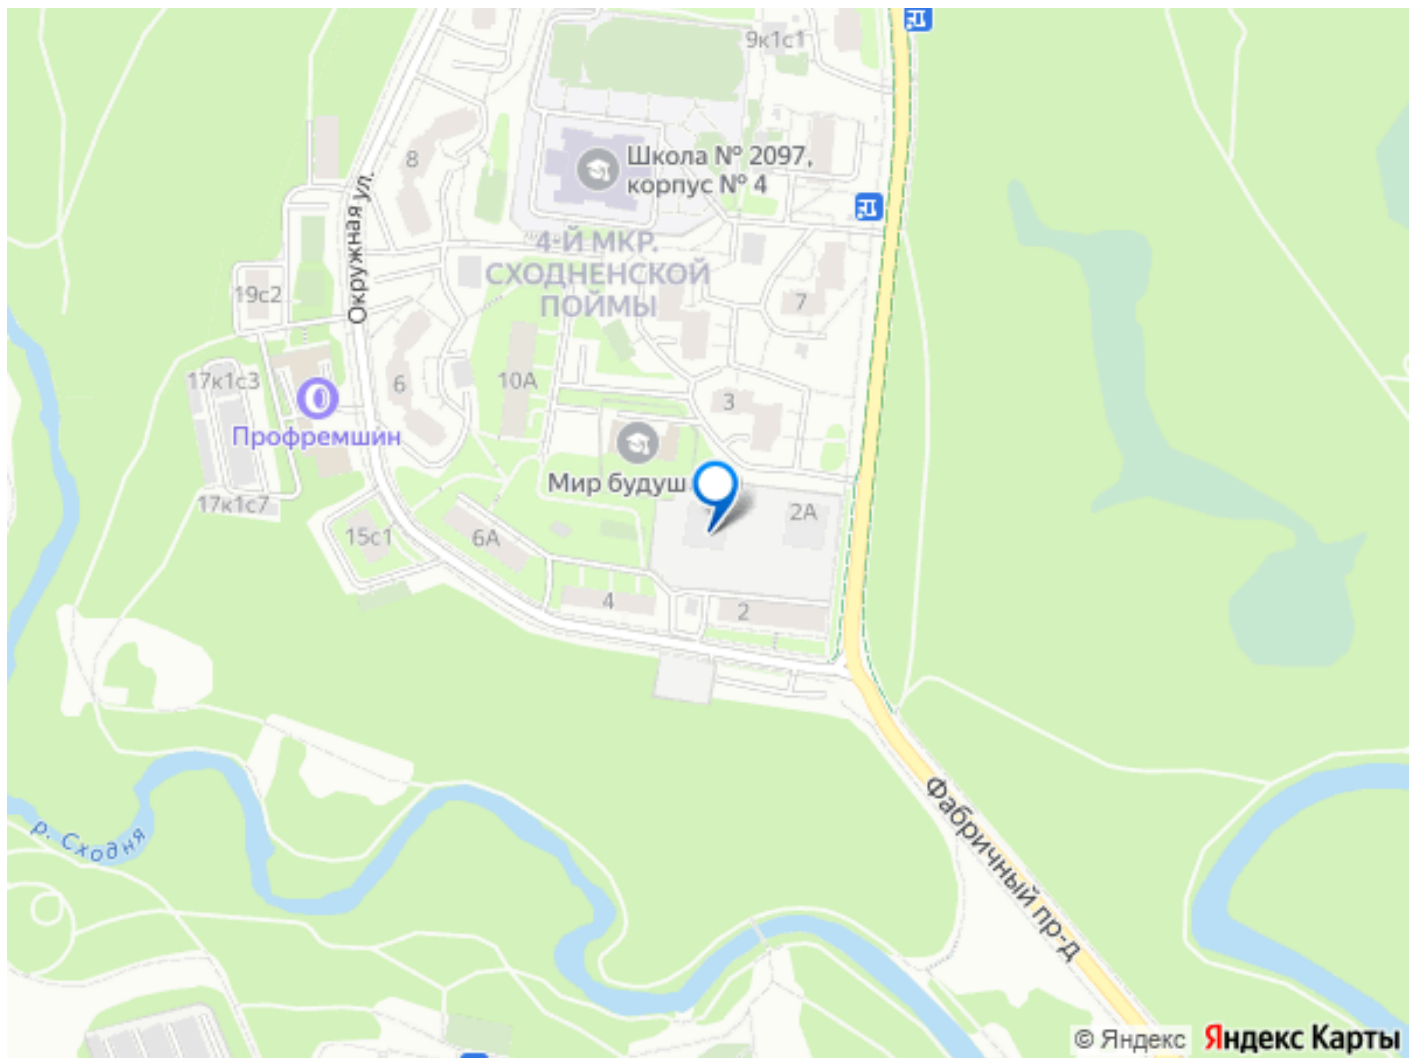 9к1с1
Школа № 2097,
корпус № 4
8
Окружная ул.
4-Й МКР.
СХОДНЕНСКОЙ
ПОЙМЫ
19с2
7
17к1с3
6
10А
3
Профремшин
Мир будущ
17к1с7
2А
15с1
6А
4
2
Фабричный пр-д
р. Сходня
© Яндекс Яндекс Карты